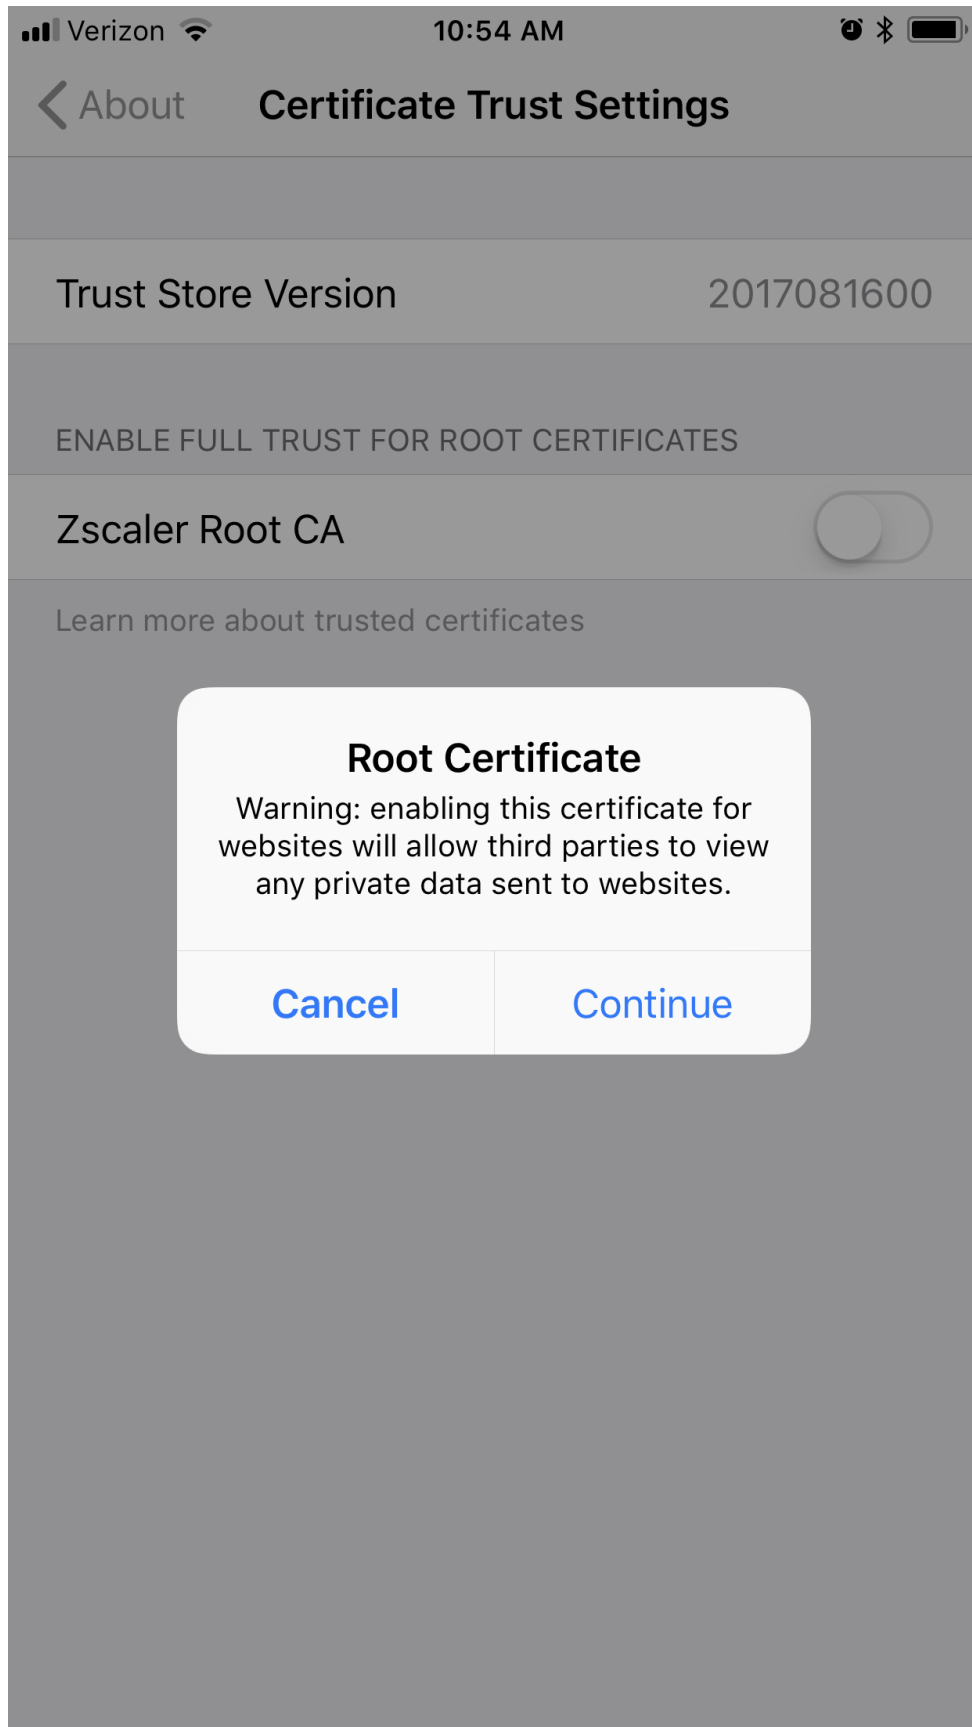 Verizon 10:54 AM
About Certificate Trust Settings
Trust Store Version 2017081600
ENABLE FULL TRUST FOR ROOT CERTIFICATES
Zscaler Root CA
Learn more about trusted certificates
Root Certificate
Warning: enabling this certificate for
websites will allow third parties to view
any private data sent to websites.
Cancel Continue